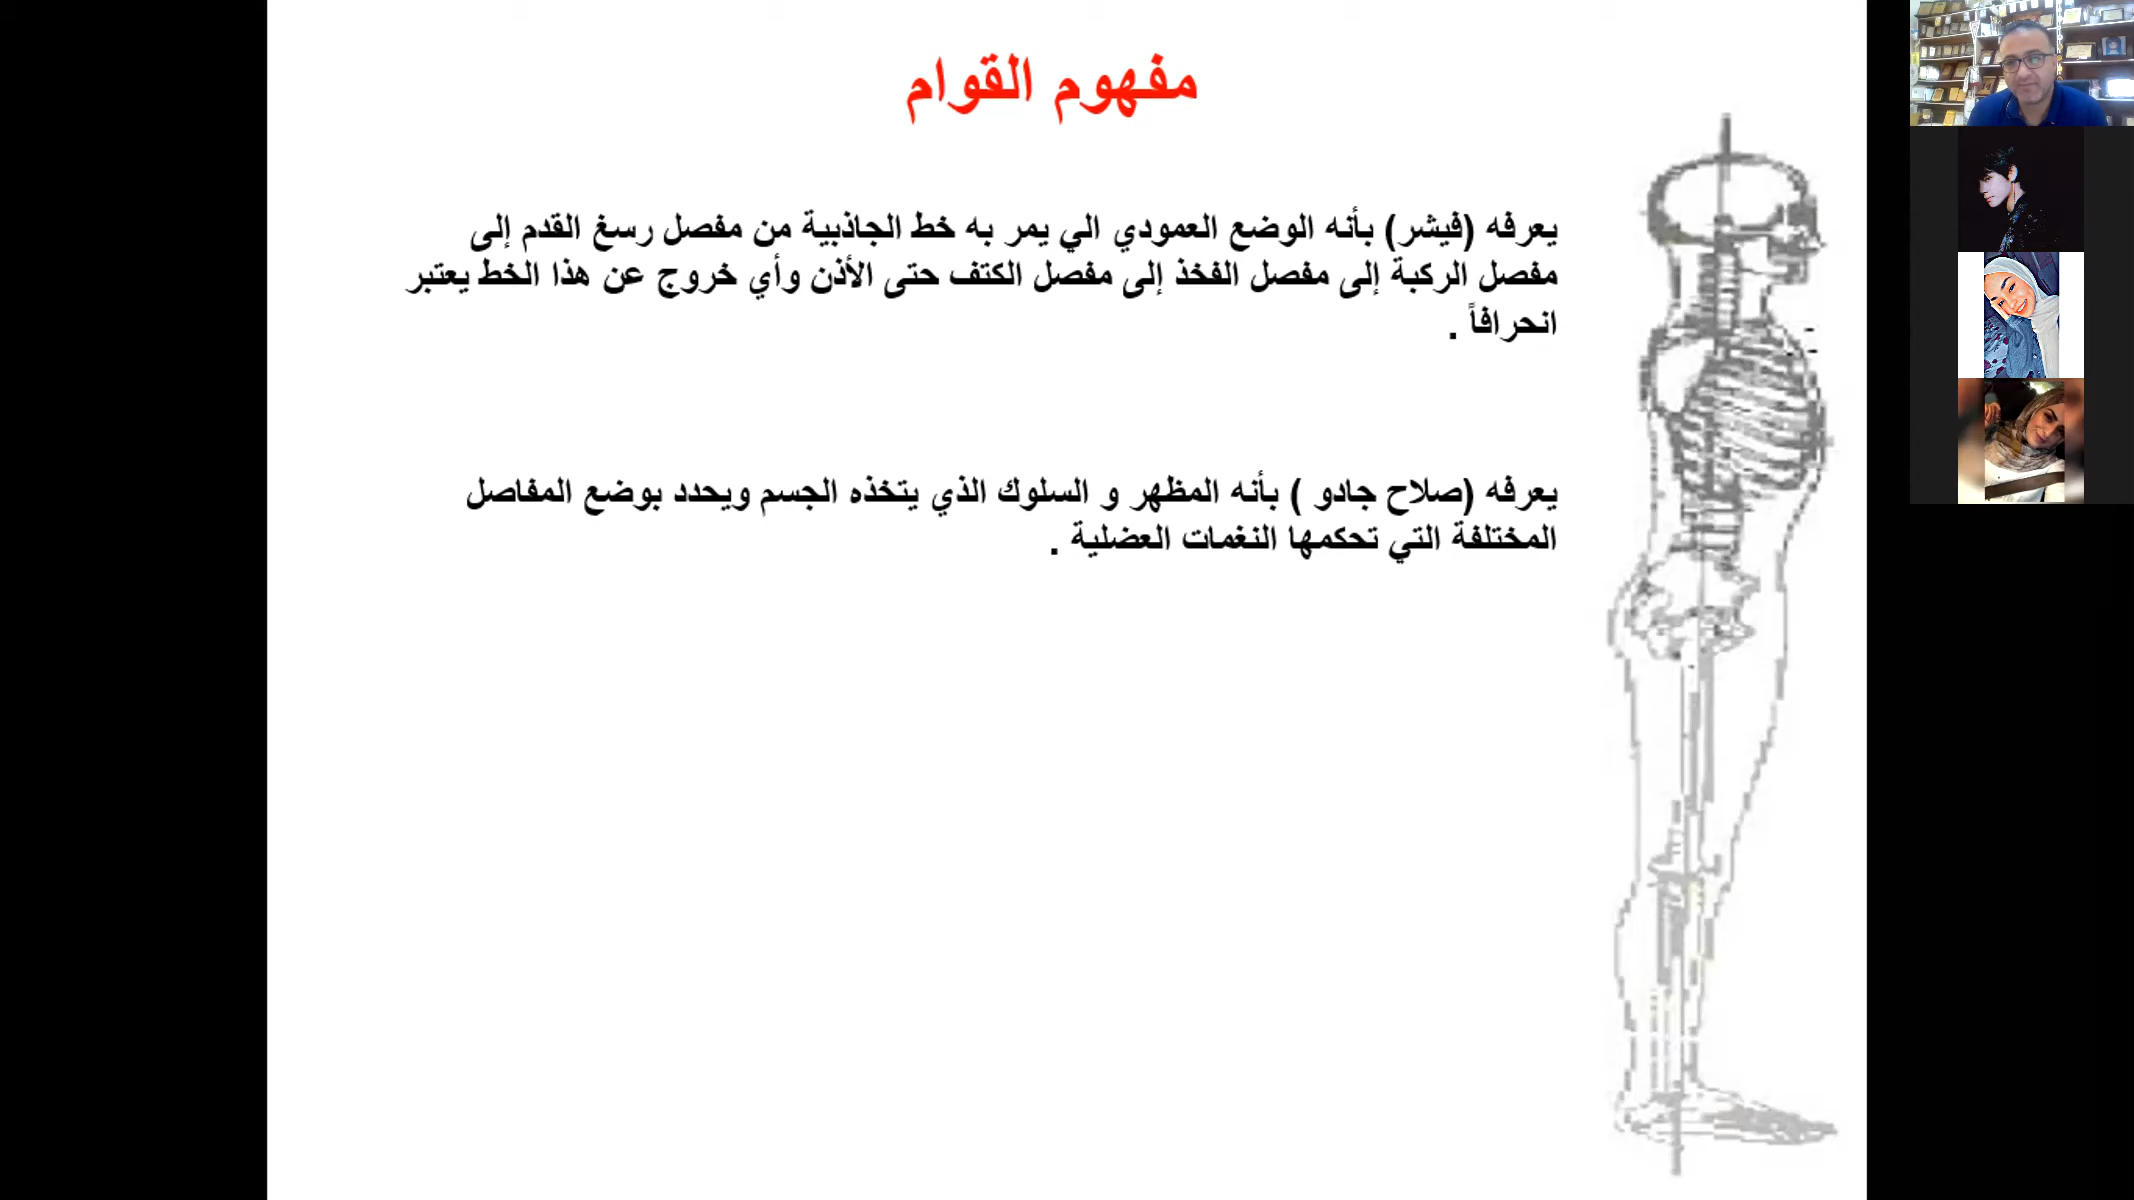 مفهوم القوام
يعرفه (فيشر) بأنه الوضع العمودي الي يمر به خط الجاذبية من مفصل رسغ القدم إلى
مفصل الركبة إلى مفصل الفخذ إلى مفصل الكتف حتى الأذن وأي خروج عن هذا الخط يعتبر
انحرافاً .
يعرفه (صلاح جادو ) بأنه المظهر و السلوك الذي يتخذه الجسم ويحدد بوضع المفاصل
المختلفة التي تحكمها النغمات العضلية .